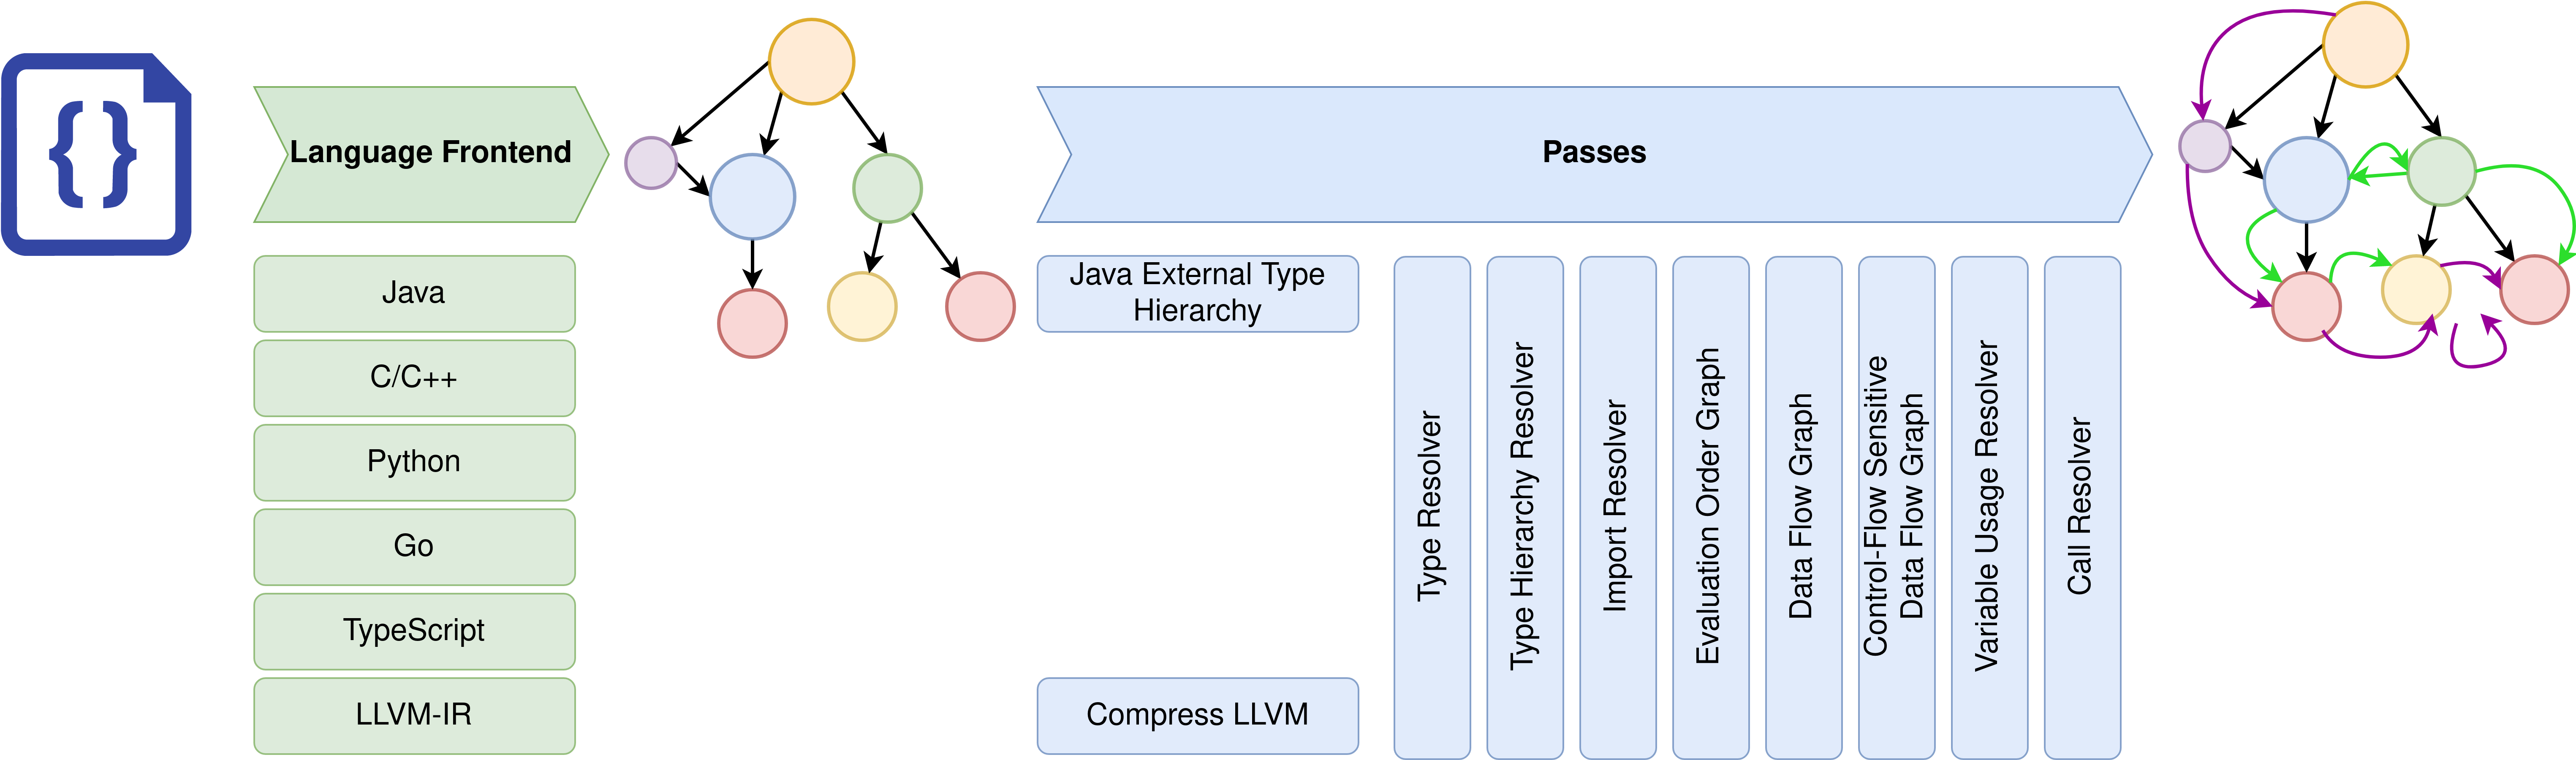 { }
Language Frontend
Java
C/C++
Python
Go
TypeScript
LLVM-IR
Passes
Java External Type
Hierarchy
Compress LLVM
Type Resolver
Type Hierarchy Resolver
Import Resolver
Evaluation Order Graph
Data Flow Graph
Control-Flow Sensitive
Data Flow Graph
Variable Usage Resolver
Call Resolver